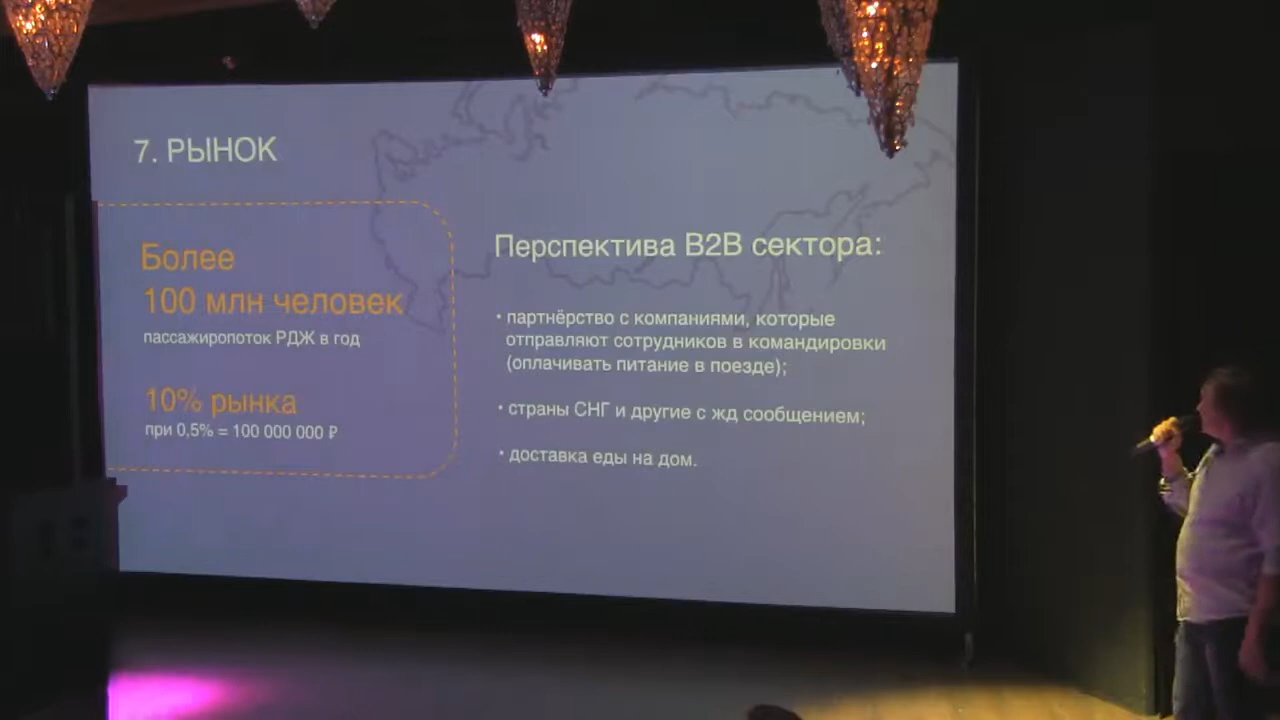 7. РЫНОК
Более
100 млн человек
пассажиропоток РДЖ в год
10% рынка
при 0,5% = 100 000 000 ₽
Перспектива B2B сектора:
• партнёрство с компаниями, которые
отправляют сотрудников в командировки
(оплачивать питание в поезде);
• страны СНГ и другие с жд сообщением;
• доставка еды на дом.